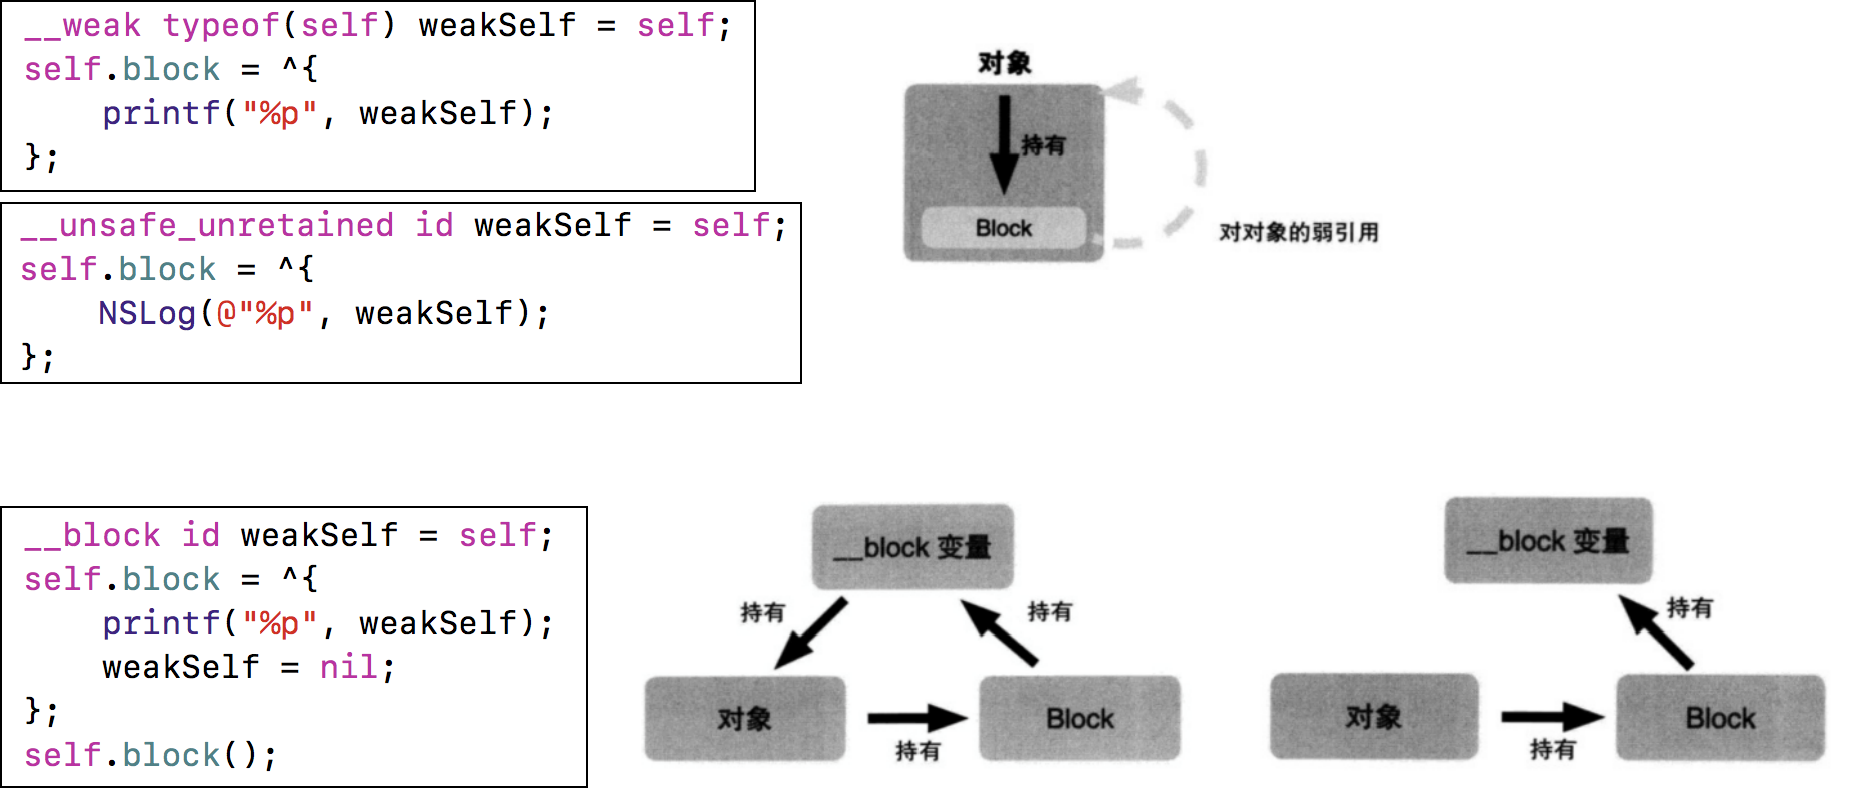 __weak typeof(self) weakSelf = self;
self.block = ^{
    printf("%p", weakSelf);
};
__unsafe_unretained id weakSelf = self;
self.block = ^{
    NSLog(@"%p", weakSelf);
};
对象
持有
Block
对对象的弱引用
__block id weakSelf = self;
self.block = ^{
    printf("%p", weakSelf);
    weakSelf = nil;
};
self.block();
__block 变量
持有
持有
对象
Block
持有
__block 变量
持有
对象
Block
持有